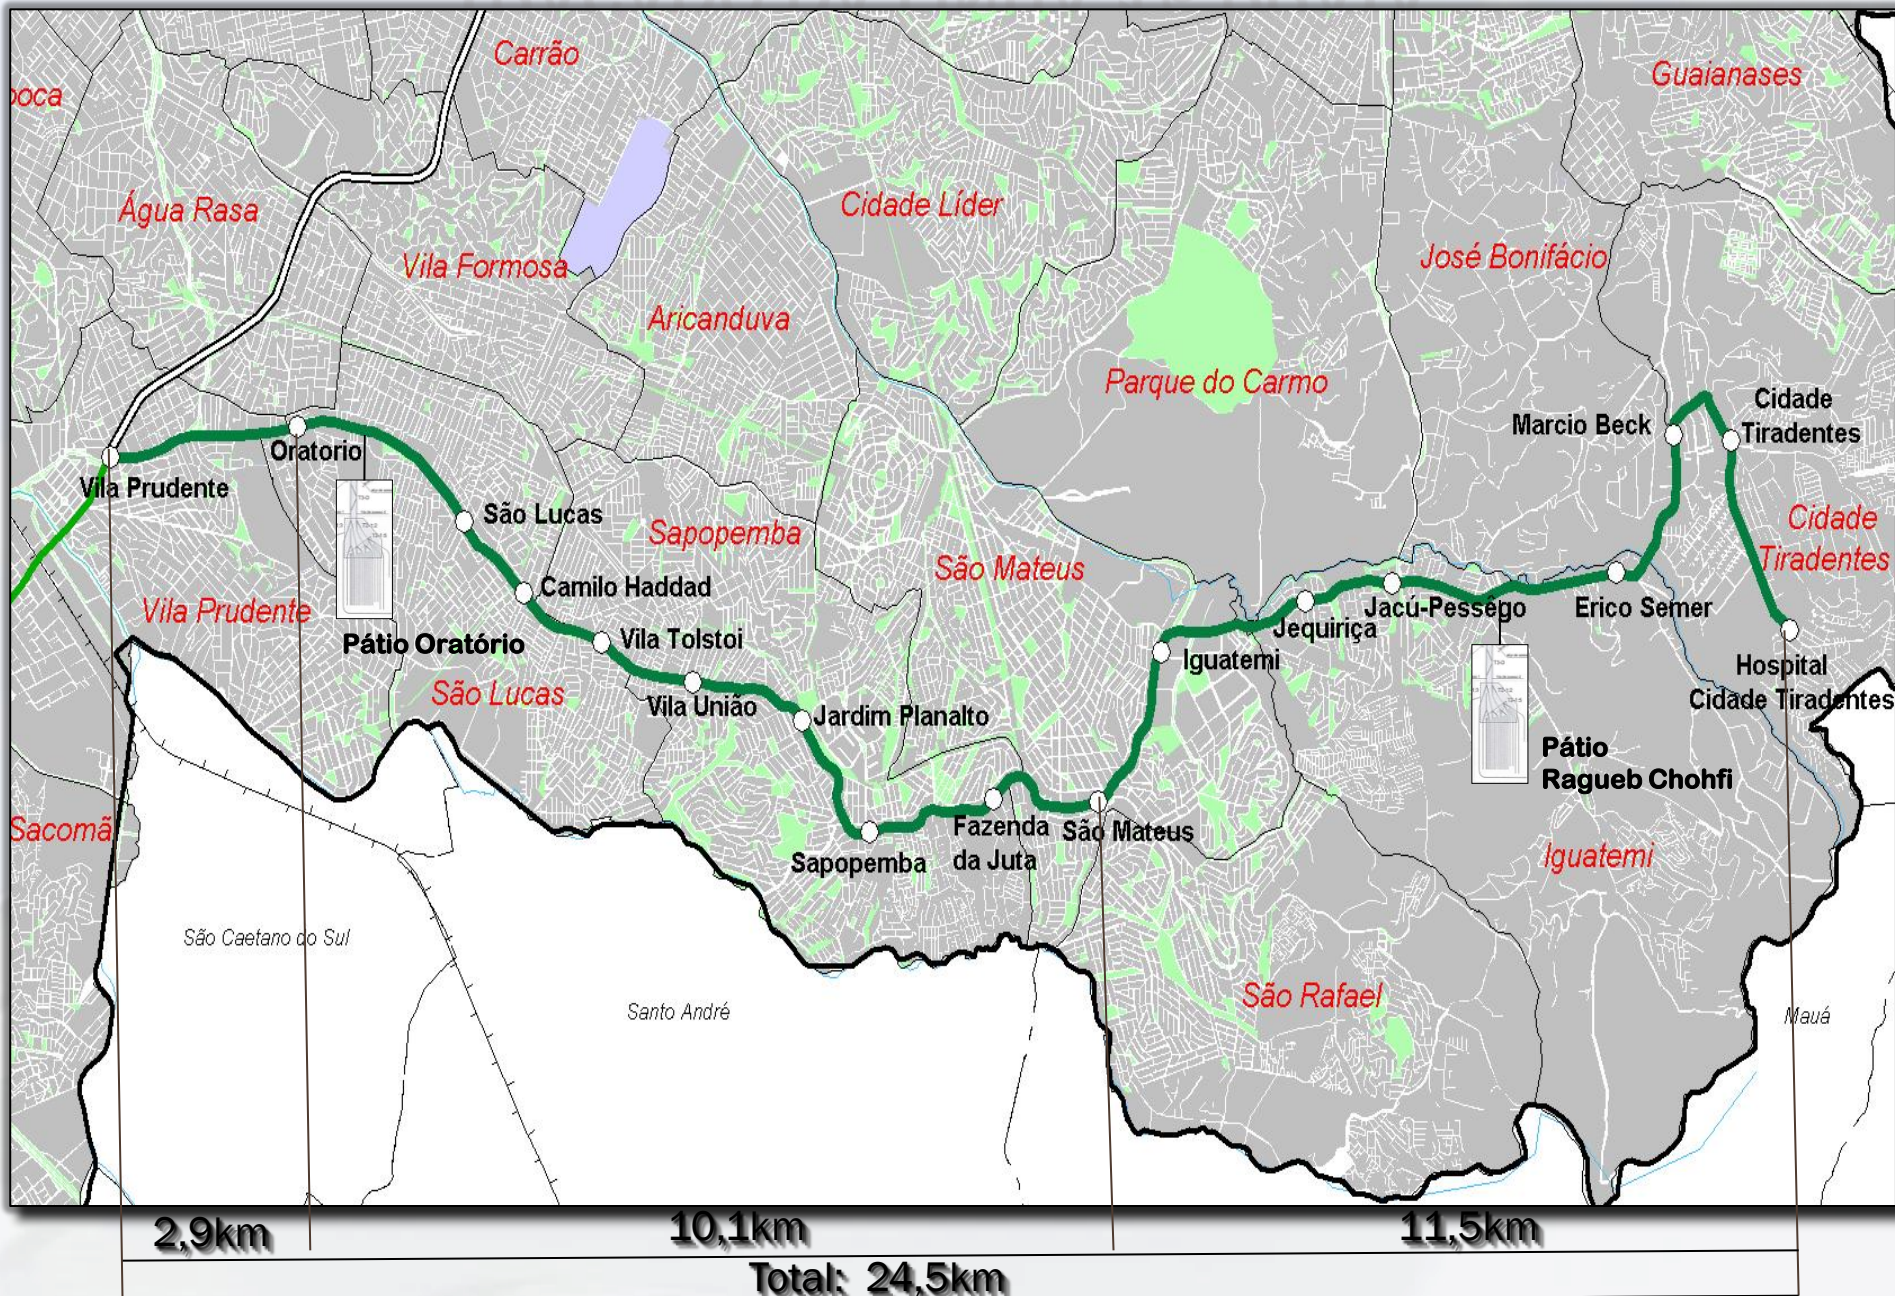 Carrão
Guaianases
Água Rasa
Cidade Líder
Vila Formosa
José Bonifácio
Aricanduva
Parque do Carmo
Marcio Beck
Cidade
Tiradentes
Oratorio
Vila Prudente
São Lucas
Sapopemba
São Mateus
Cidade
Tiradentes
Camilo Haddad
Vila Prudente
Pátio Oratório
Vila Tolstoi
Jequiriça
Jacú-Pessêgo
Erico Semer
São Lucas
Vila União
Jardim Planalto
Iguatemi
Hospital
Cidade Tiradentes
Pátio
Ragueb Chohfi
Sacomã
Sapopemba
Fazenda
da Juta
São Mateus
Iguatemi
São Caetano do Sul
Santo André
São Rafael
Mauá
2,9km
10,1km
11,5km
Total: 24,5km